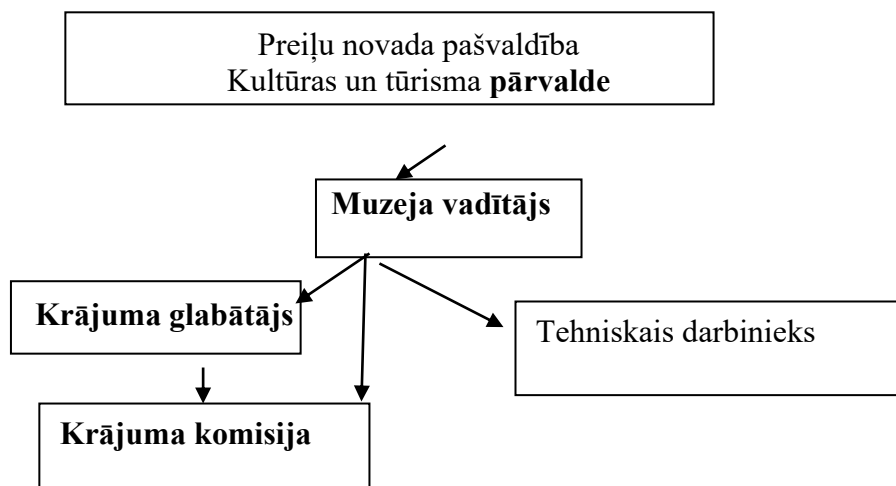 Preiļu novada pašvaldība
Kultūras un tūrisma pārvalde
Muzeja vadītājs
Krājuma glabātājs
Tehniskais darbinieks
Krājuma komisija